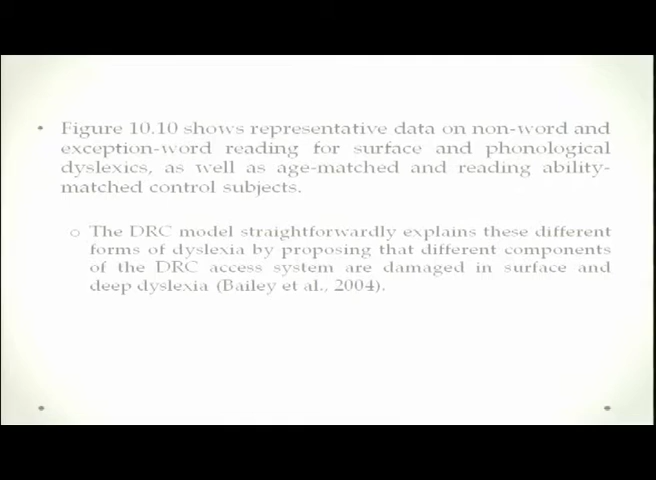 • Figure 10.10 shows representative data on non-word and
exception-word reading for surface and phonological
dyslexics, as well as age-matched and reading ability-
matched control subjects.
o The DRC model straightforwardly explains these different
forms of dyslexia by proposing that different components
of the DRC access system are damaged in surface and
deep dyslexia (Bailey et al., 2004).